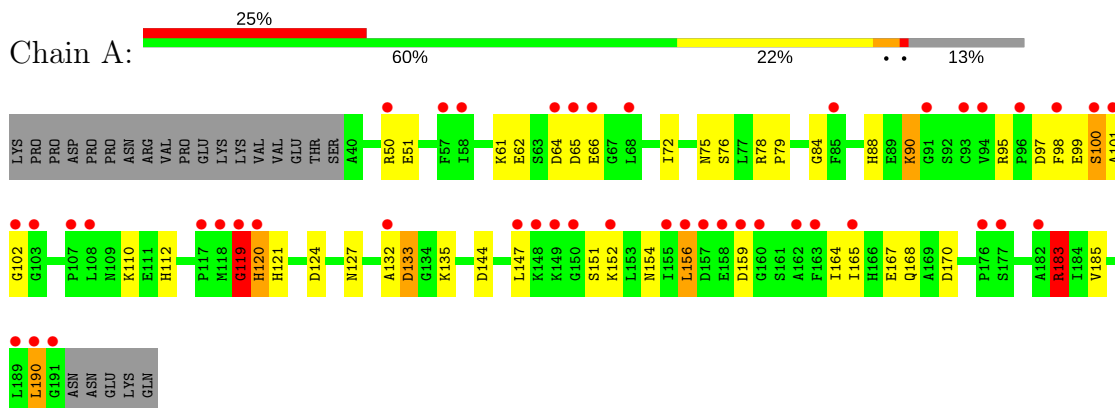 25%
Chain A:
60% 22% • • 13%
LYS PRO PRO ASP PRO PRO ASN ARG VAL PRO GLU LYS LYS VAL VAL GLU THR SER A40 R50 E51 F57 I58 K61 E62 S63 D64 D65 E66 G67 L68 I72 N75 S76 L77 R78 P79 G84 F85 H88 E89 K90 G91 S92 C93 V94 R95 P96 D97 F98 E99 S100 A101
G102 G103 P107 L108 N109 K110 E111 H112 P117 M118 G119 H120 H121 D124 N127 A132 D133 G134 K135 D144 L147 K148 K149 G150 S151 K152 L153 N154 I155 L156 D157 E158 D159 G160 S161 A162 F163 I164 I165 H166 E167 Q168 A169 D170 P176 S177 A182 R183 I184 V185
L189 L190 G191 ASN ASN GLU LYS GLN